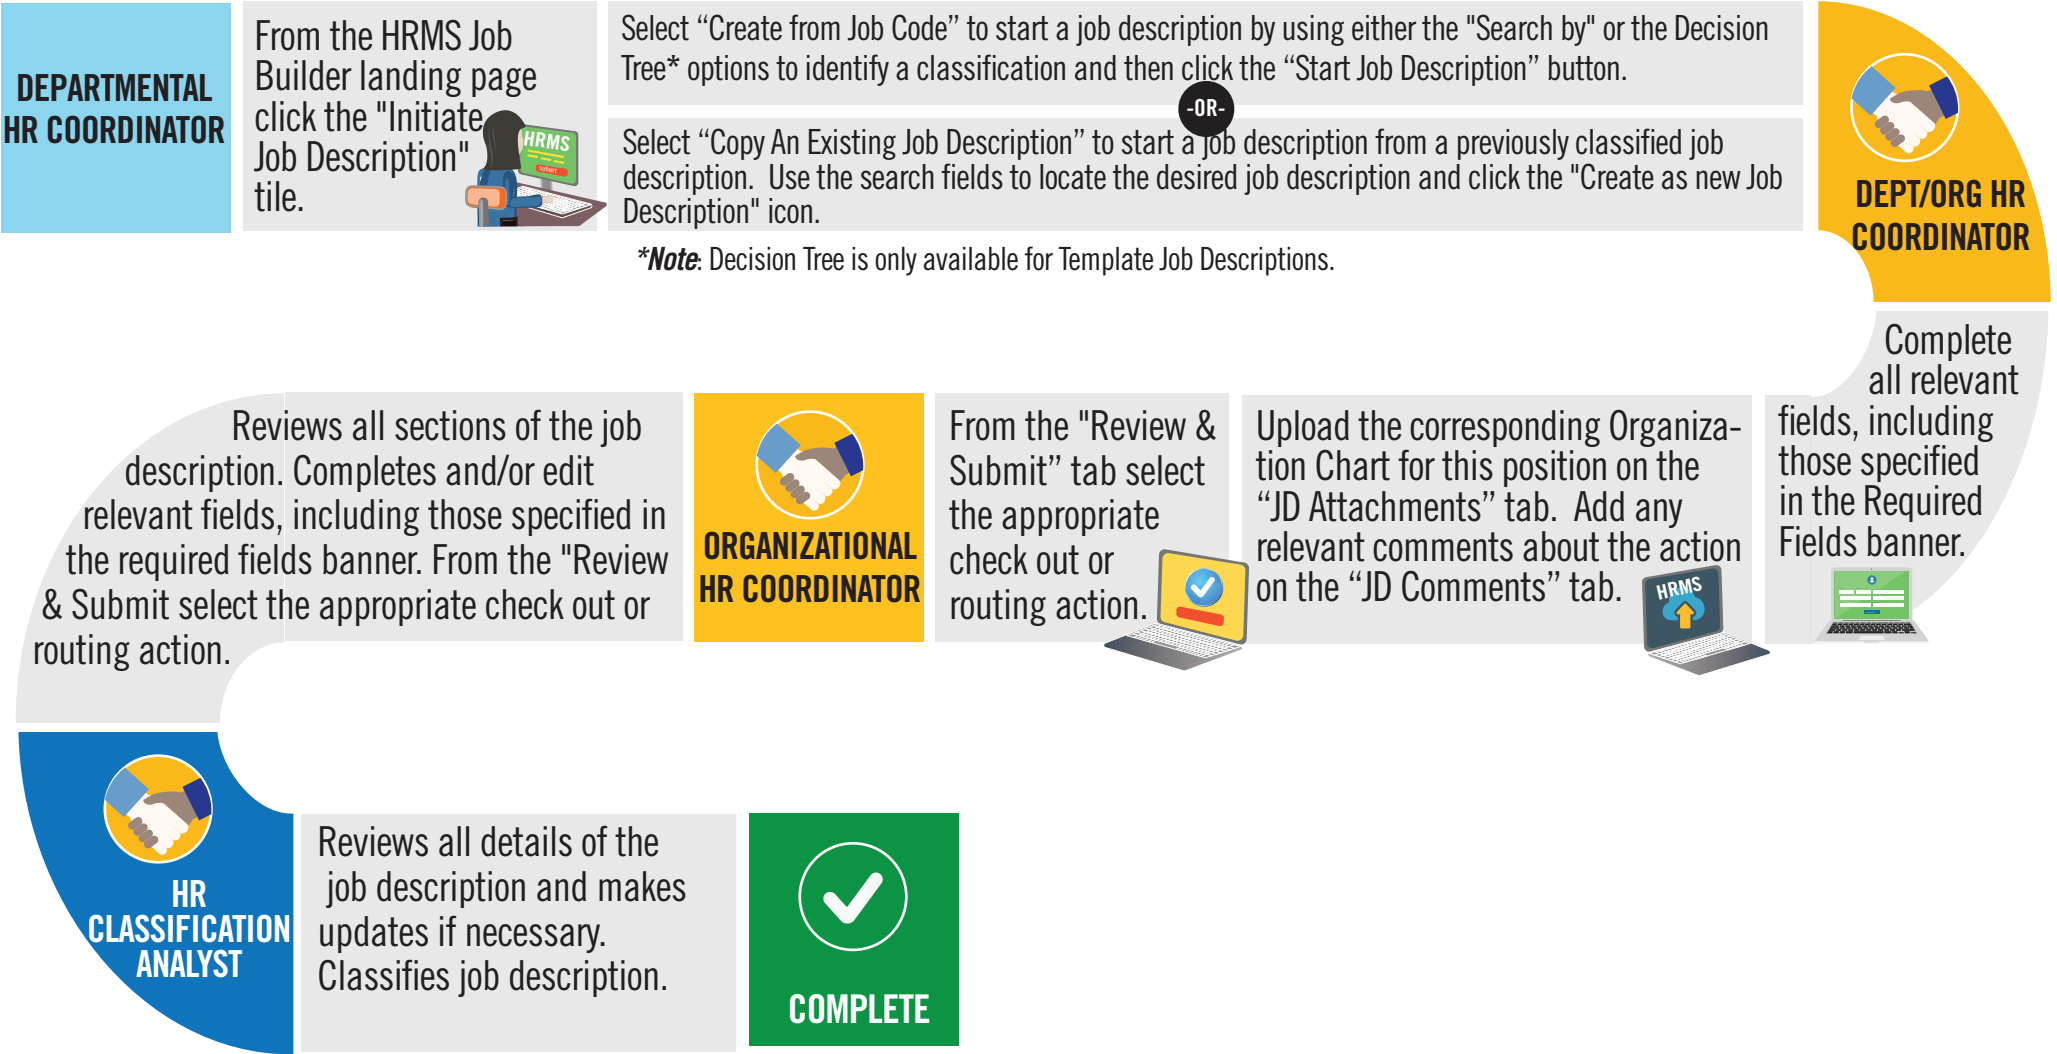 DEPARTMENTAL
HR COORDINATOR
From the HRMS Job
Builder landing page
click the "Initiate
Job Description"
tile.
HRMS
SUBMIT
Select “Create from Job Code” to start a job description by using either the "Search by" or the Decision
Tree* options to identify a classification and then click the “Start Job Description” button.
-OR-
Select “Copy An Existing Job Description” to start a job description from a previously classified job
description.  Use the search fields to locate the desired job description and click the "Create as new Job
Description" icon.
*Note: Decision Tree is only available for Template Job Descriptions.
DEPT/ORG HR
COORDINATOR
Complete
all relevant
fields, including
those specified
in the Required
Fields banner.
Upload the corresponding Organiza-
tion Chart for this position on the
“JD Attachments” tab.  Add any
relevant comments about the action
on the “JD Comments” tab.
HRMS
From the "Review &
Submit” tab select
the appropriate
check out or
routing action.
ORGANIZATIONAL
HR COORDINATOR
Reviews all sections of the job
description. Completes and/or edit
relevant fields, including those specified in
the required fields banner. From the "Review
& Submit select the appropriate check out or
routing action.
HR
CLASSIFICATION
ANALYST
Reviews all details of the
job description and makes
updates if necessary.
Classifies job description.
COMPLETE